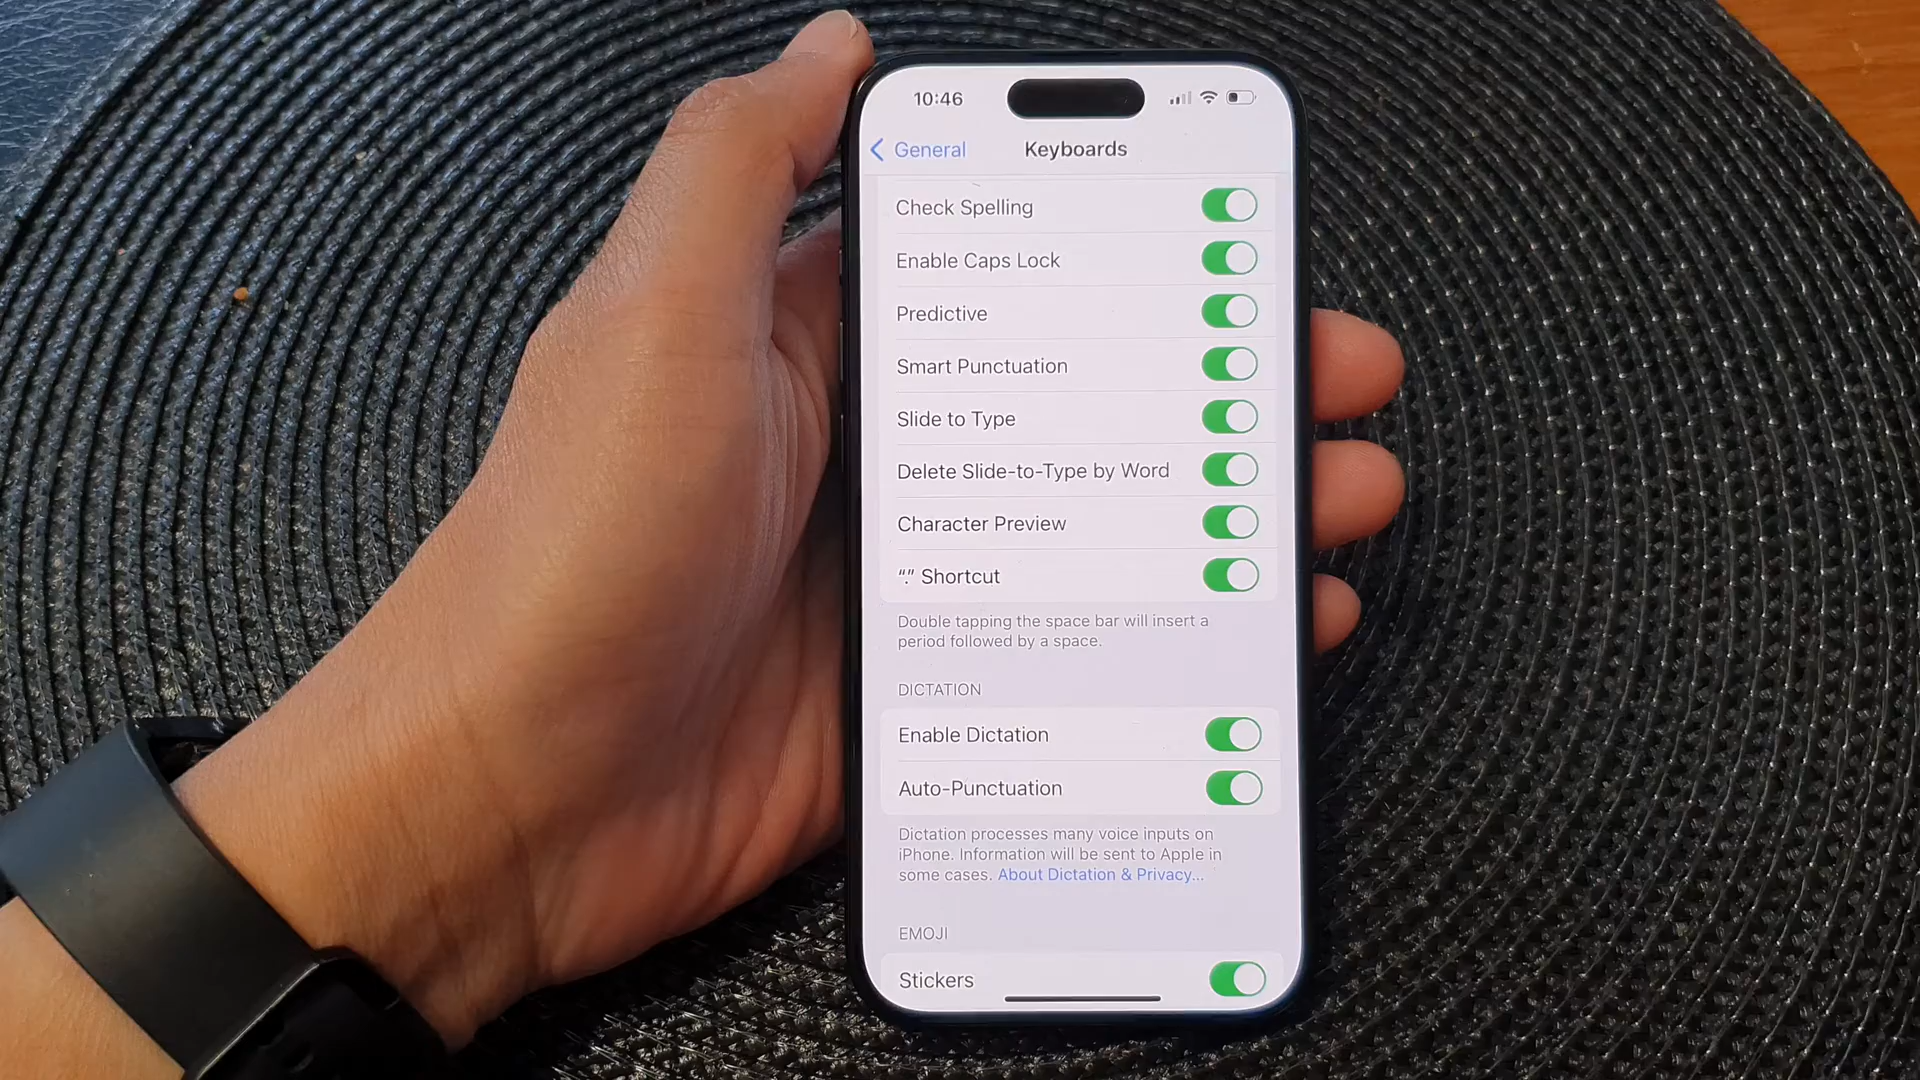 10:46
General
Keyboards
Check Spelling
Enable Caps Lock
Predictive
Smart Punctuation
Slide to Type
Delete Slide-to-Type by Word
Character Preview
“.” Shortcut
Double tapping the space bar will insert a
period followed by a space.
DICTATION
Enable Dictation
Auto-Punctuation
Dictation processes many voice inputs on
iPhone. Information will be sent to Apple in
some cases. About Dictation & Privacy...
EMOJI
Stickers